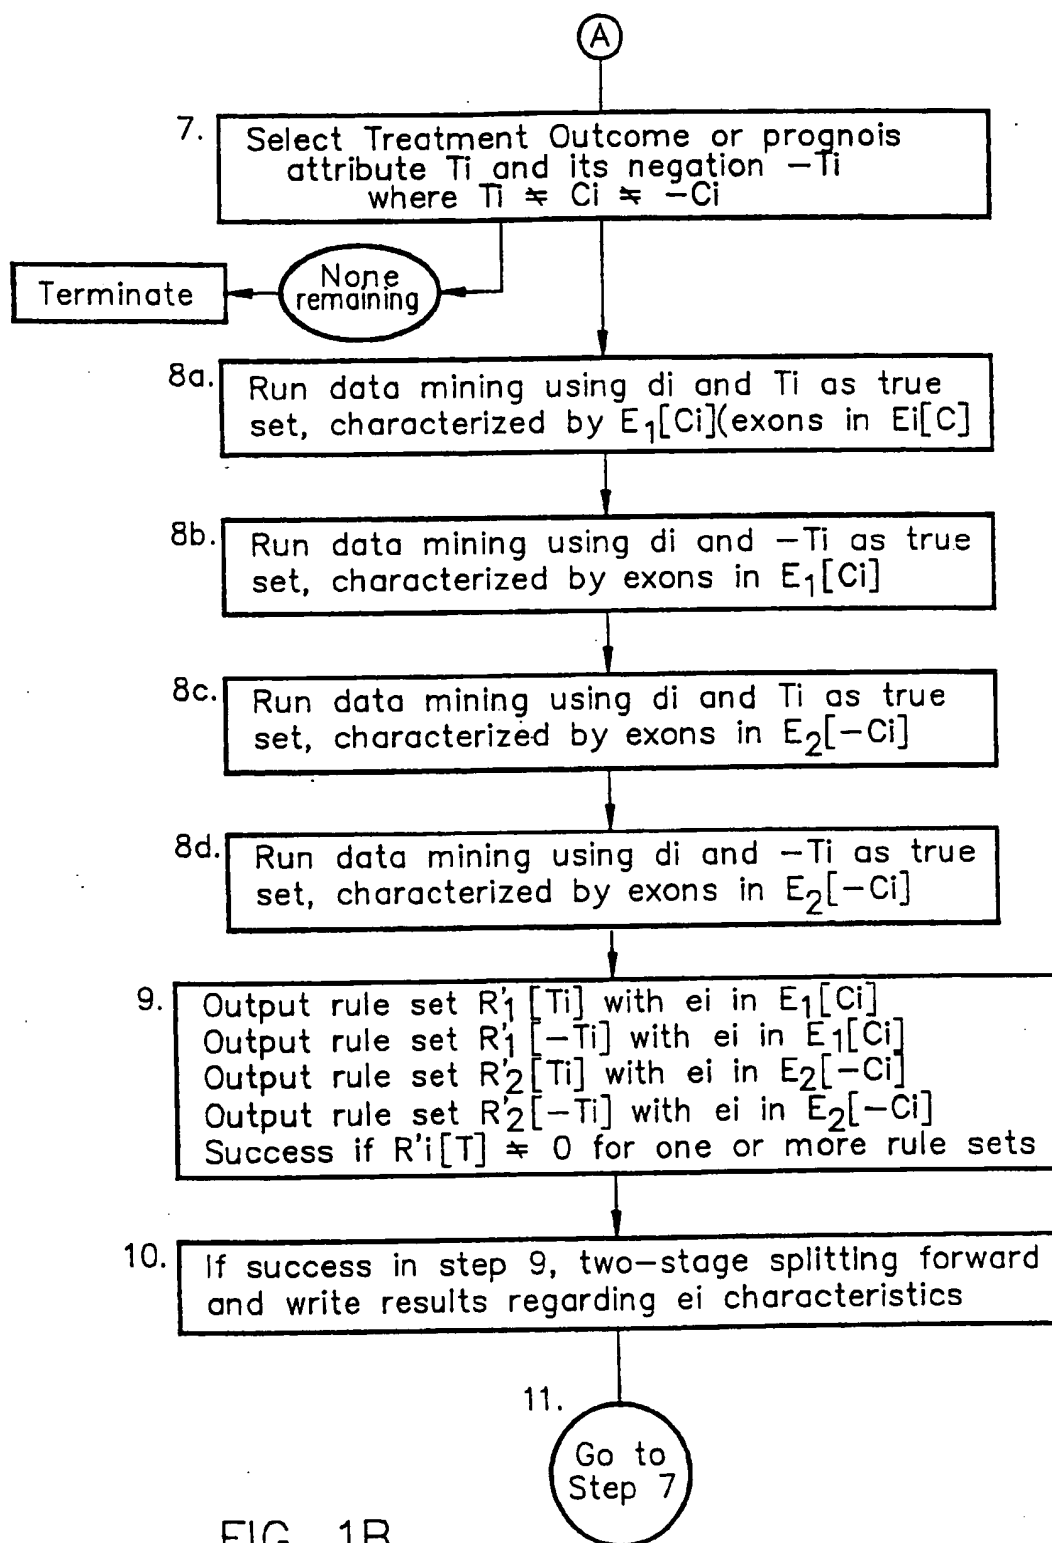 A
7.
Select Treatment Outcome or prognois
attribute Ti and its negation −Ti
where Ti ≠ Ci ≠ −Ci
None
remaining
Terminate
8a.
Run data mining using di and Ti as true
set, characterized by E1[Ci](exons in Ei[C]
8b.
Run data mining using di and −Ti as true
set, characterized by exons in E1[Ci]
8c.
Run data mining using di and Ti as true
set, characterized by exons in E2[−Ci]
8d.
Run data mining using di and −Ti as true
set, characterized by exons in E2[−Ci]
9.
Output rule set R'1[Ti] with ei in E1[Ci]
Output rule set R'1[−Ti] with ei in E1[Ci]
Output rule set R'2[Ti] with ei in E2[−Ci]
Output rule set R'2[−Ti] with ei in E2[−Ci]
Success if R'i[T] ≠ 0 for one or more rule sets
10.
If success in step 9, two−stage splitting forward
and write results regarding ei characteristics
11.
Go to
Step 7
FIG. 1B